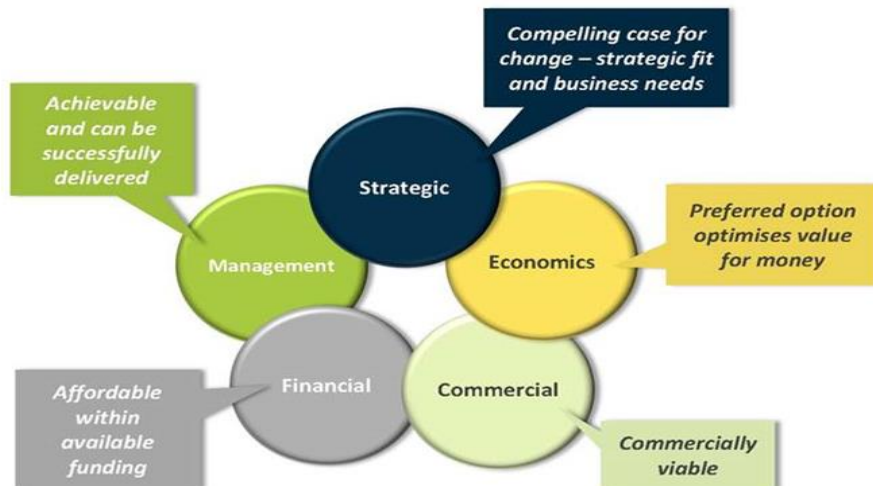 Compelling case for
change – strategic fit
and business needs
Achievable
and can be
successfully
delivered
Strategic
Preferred option
optimises value
for money
Management
Economics
Financial
Commercial
Affordable
within
available
funding
Commercially
viable